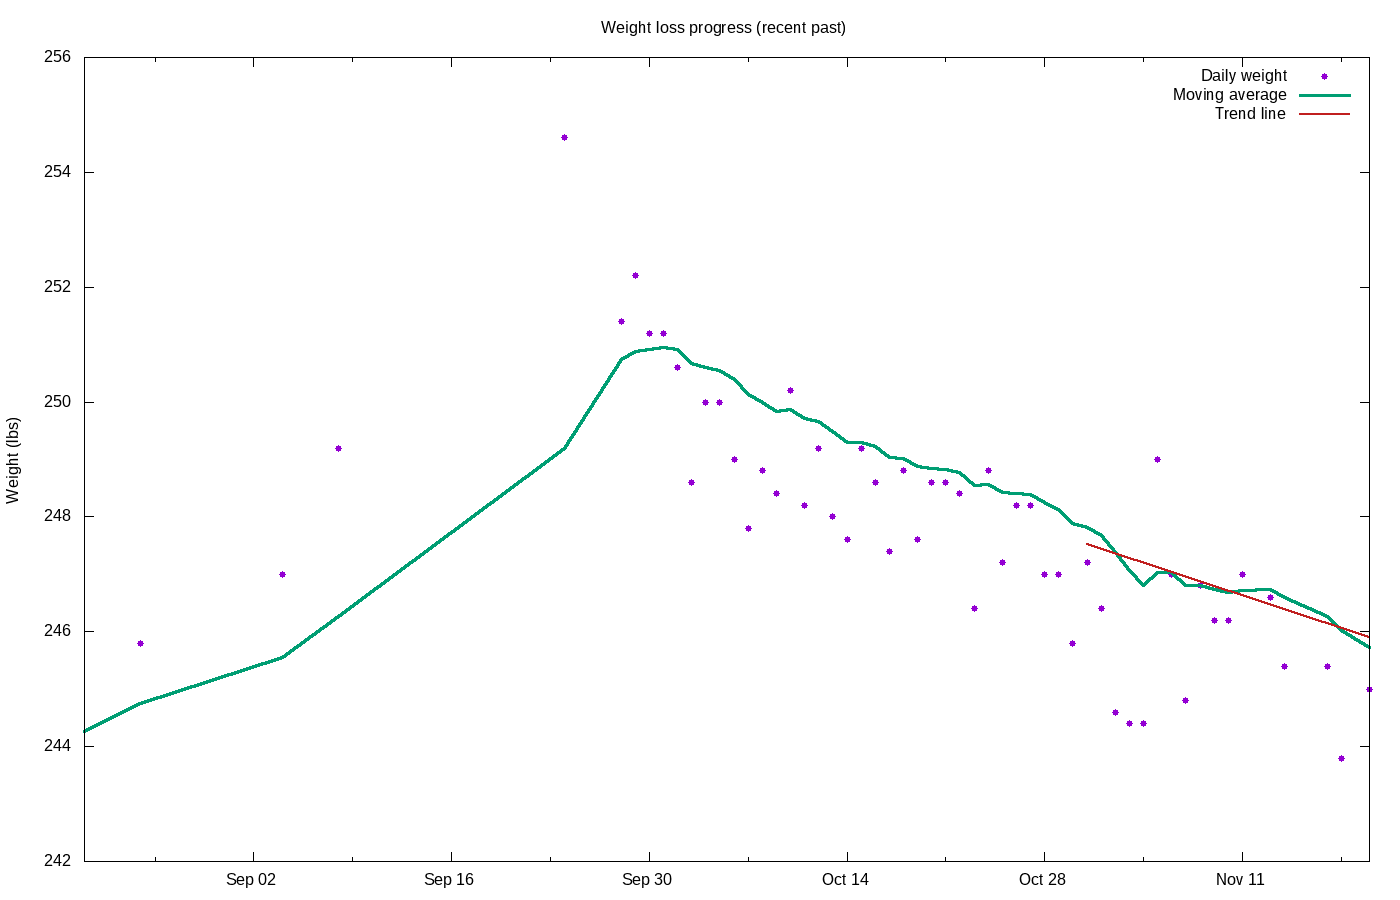 Weight loss progress (recent past)
256
254
252
250
248
246
244
242
Weight (lbs)
Daily weight
Moving average
Trend line
Sep 02
Sep 16
Sep 30
Oct 14
Oct 28
Nov 11